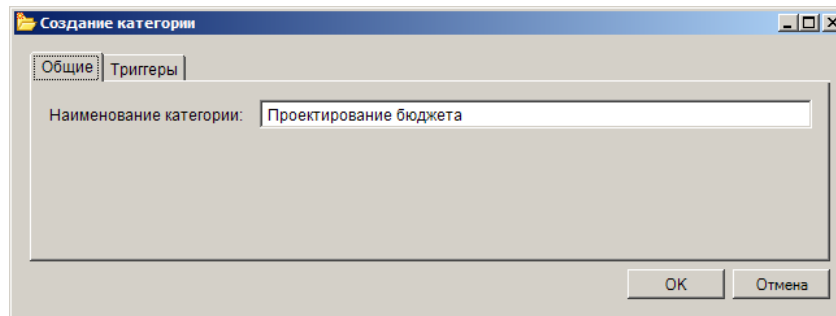 Создание категории
Общие Триггеры
Наименование категории: Проектирование бюджета
OK Отмена